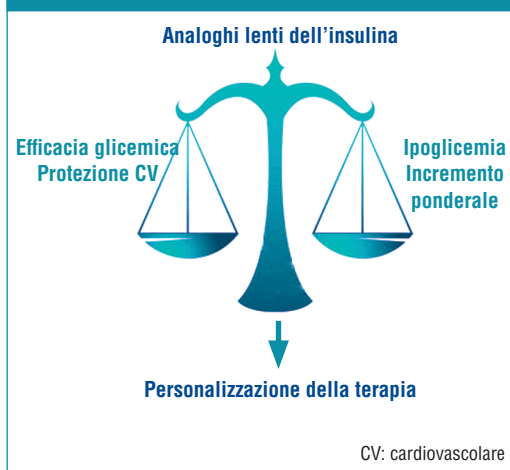 Analoghi lenti dell’insulina
Efficacia glicemica
Protezione CV
Ipoglicemia
Incremento
ponderale
Personalizzazione della terapia
CV: cardiovascolare